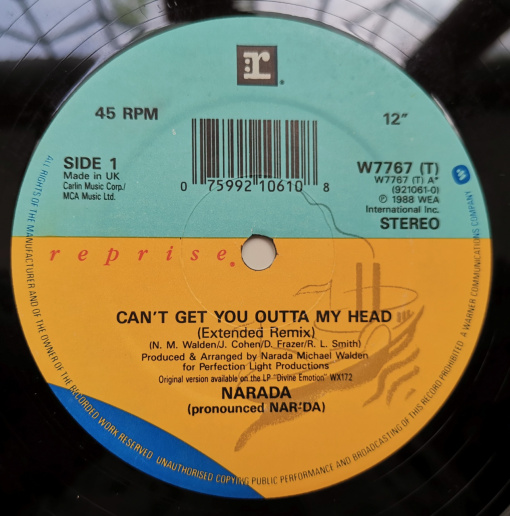 r
45 RPM
12"
0 75992 10610 8
SIDE 1
Made in UK
Carlin Music Corp./
MCA Music Ltd.
W7767 (T)
W7767 (T) A*
(921061-0)
℗ 1988 WEA
International Inc.
STEREO
reprise
CAN'T GET YOU OUTTA MY HEAD
(Extended Remix)
(N. M. Walden/J. Cohen/D. Frazer/R. L. Smith)
Produced & Arranged by Narada Michael Walden
for Perfection Light Productions
Original version available on the LP "Divine Emotion" WX172
NARADA
(pronounced NAR-'DA)
ALL RIGHTS OF THE MANUFACTURER AND OF THE OWNER OF THE RECORDED WORK RESERVED UNAUTHORISED COPYING PUBLIC PERFORMANCE AND BROADCASTING OF THIS RECORD PROHIBITED A WARNER COMMUNICATIONS COMPANY